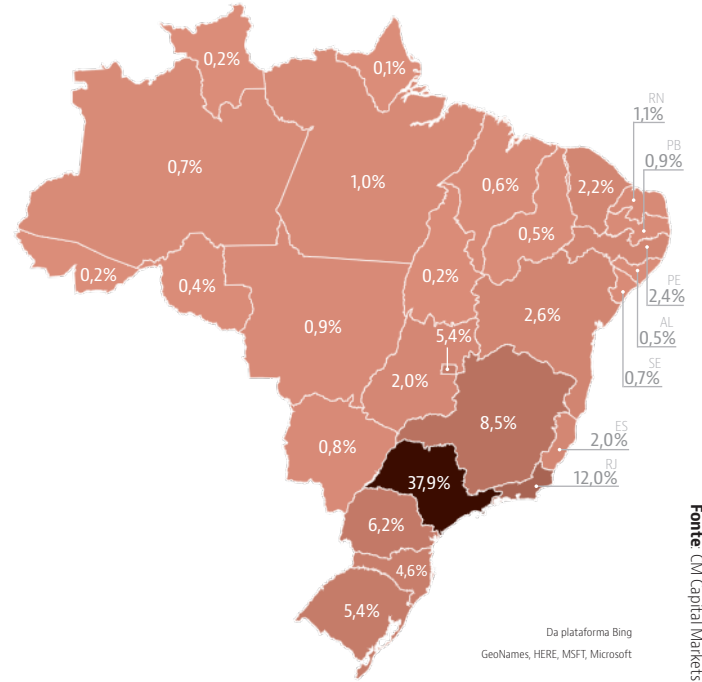 0,2%
0,1%
RN
1,1%
PB
0,9%
0,7%
1,0%
0,6%
2,2%
0,5%
0,2%
0,4%
0,2%
PE
2,4%
0,9%
2,6%
AL
0,5%
5,4%
SE
0,7%
2,0%
8,5%
ES
2,0%
0,8%
RJ
12,0%
37,9%
6,2%
4,6%
5,4%
Da plataforma Bing
GeoNames, HERE, MSFT, Microsoft
Fonte: CM Capital Markets